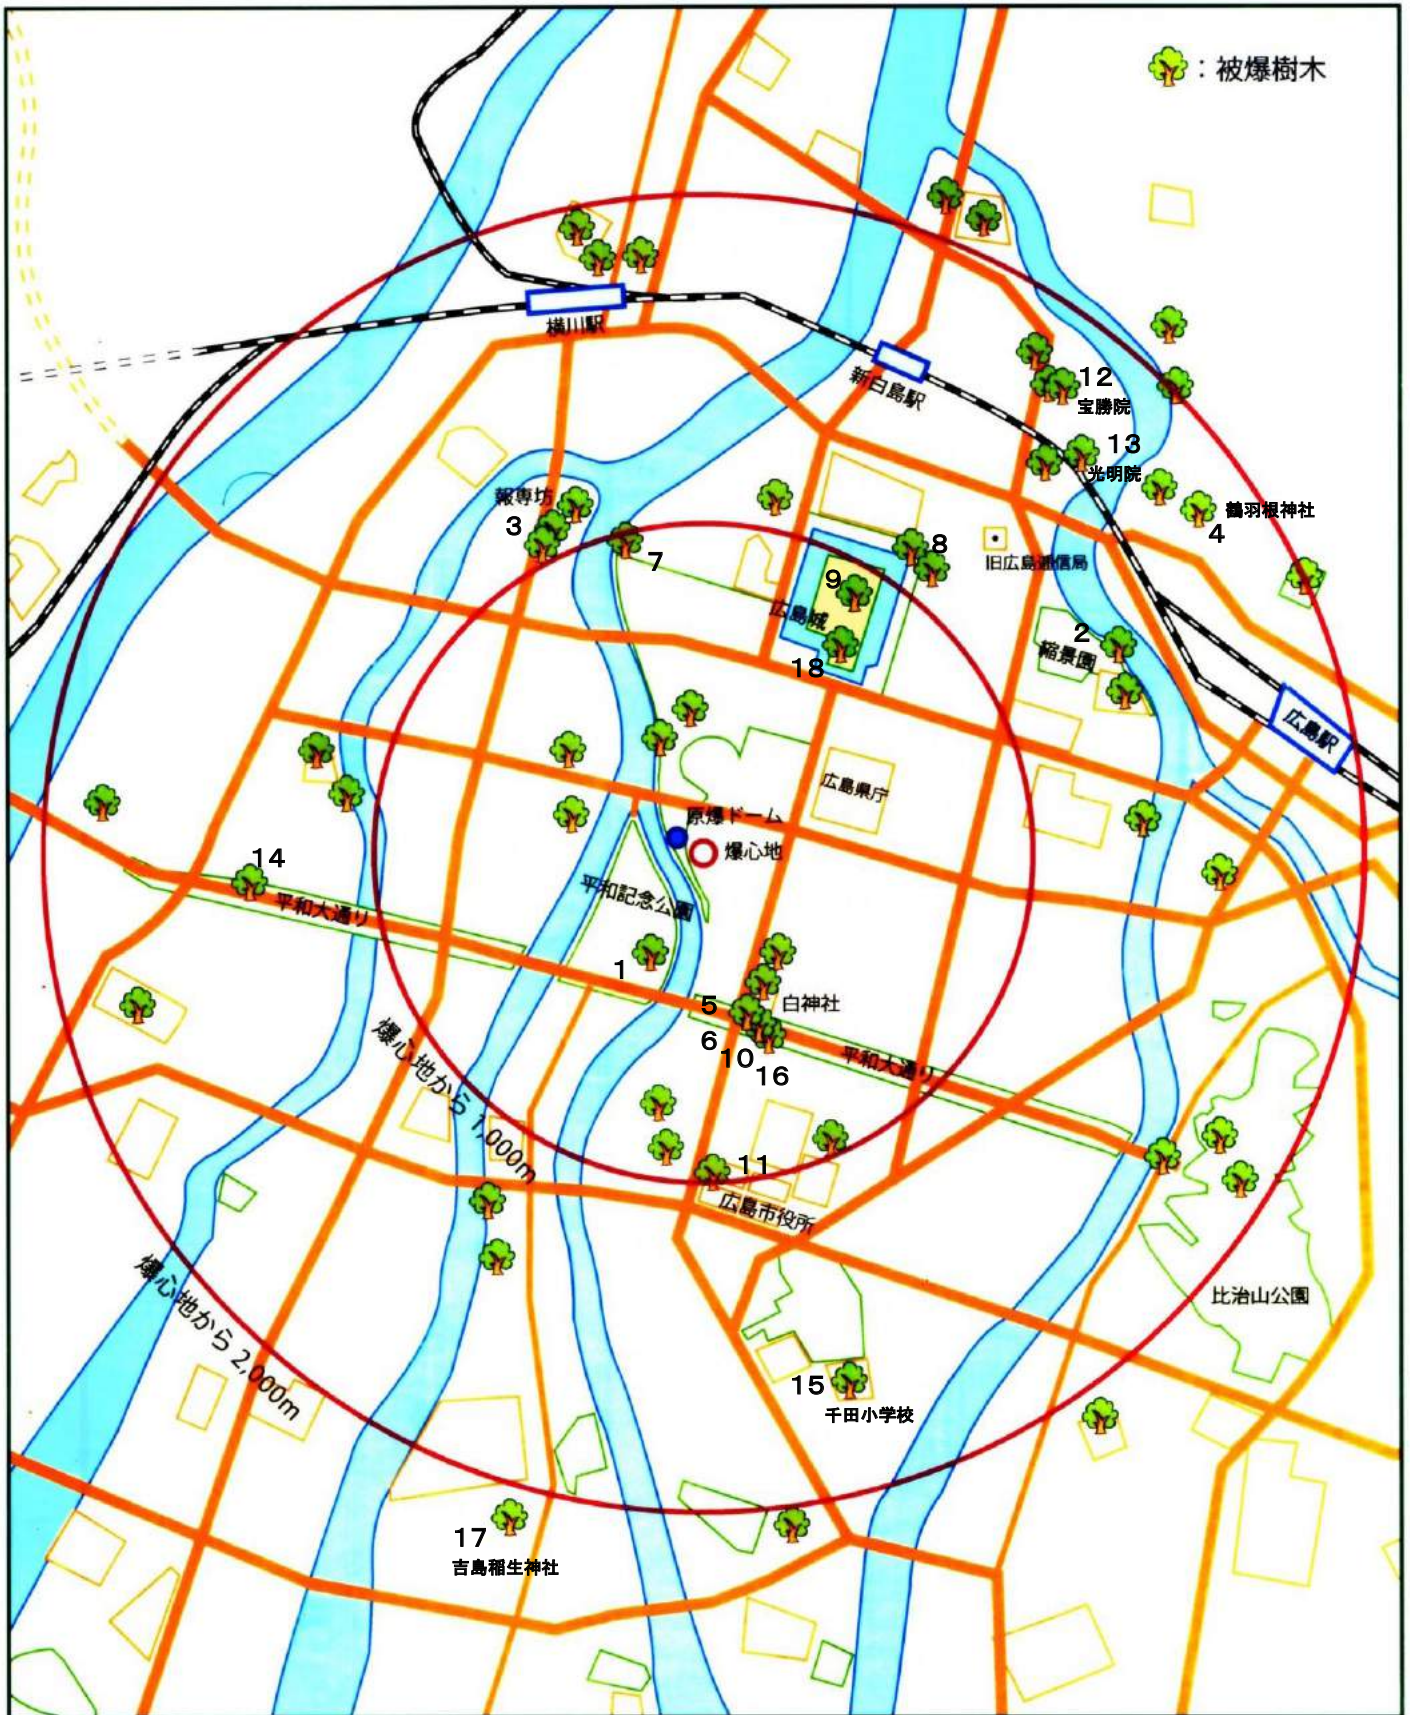 ：被爆樹木
横川駅
新白島駅
12
宝勝院
13
光明院
報専坊
3
鶴羽根神社
4
7
8
旧広島逓信局
9
広島城
2
縮景園
18
広島駅
広島県庁
原爆ドーム
爆心地
14
平和大通り
平和記念公園
1
5
白神社
6
10
16
平和大通り
爆心地から 1,000m
11
広島市役所
爆心地から 2,000m
比治山公園
15
千田小学校
17
吉島稲生神社